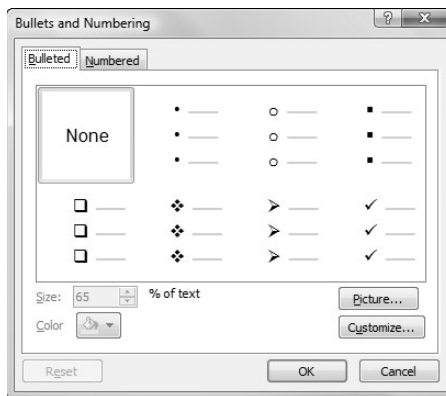 Bullets and Numbering
Bulleted Numbered
None
Size: 65 % of text
Picture...
Color
Customize...
Reset OK Cancel